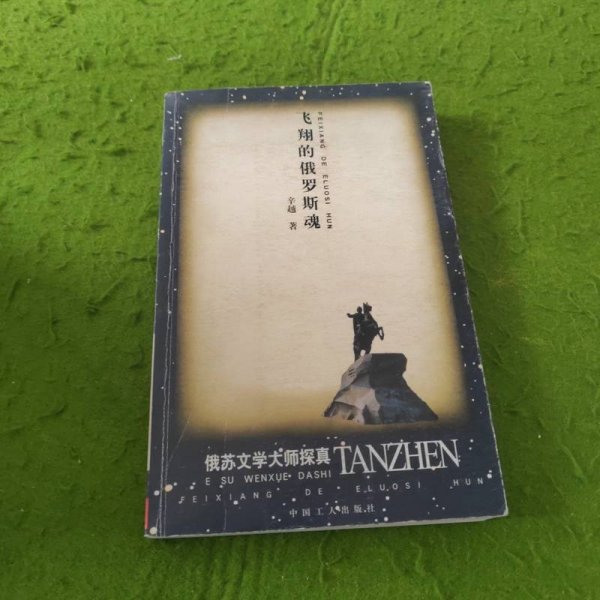 飞翔的俄罗斯魂
FEIXIANG DE ELUOSI HUN
辛越 著
俄苏文学大师探真 TANZHEN
E SU WENXUE DASHI
FEIXIANG DE ELUOSI HUN
中国工人出版社